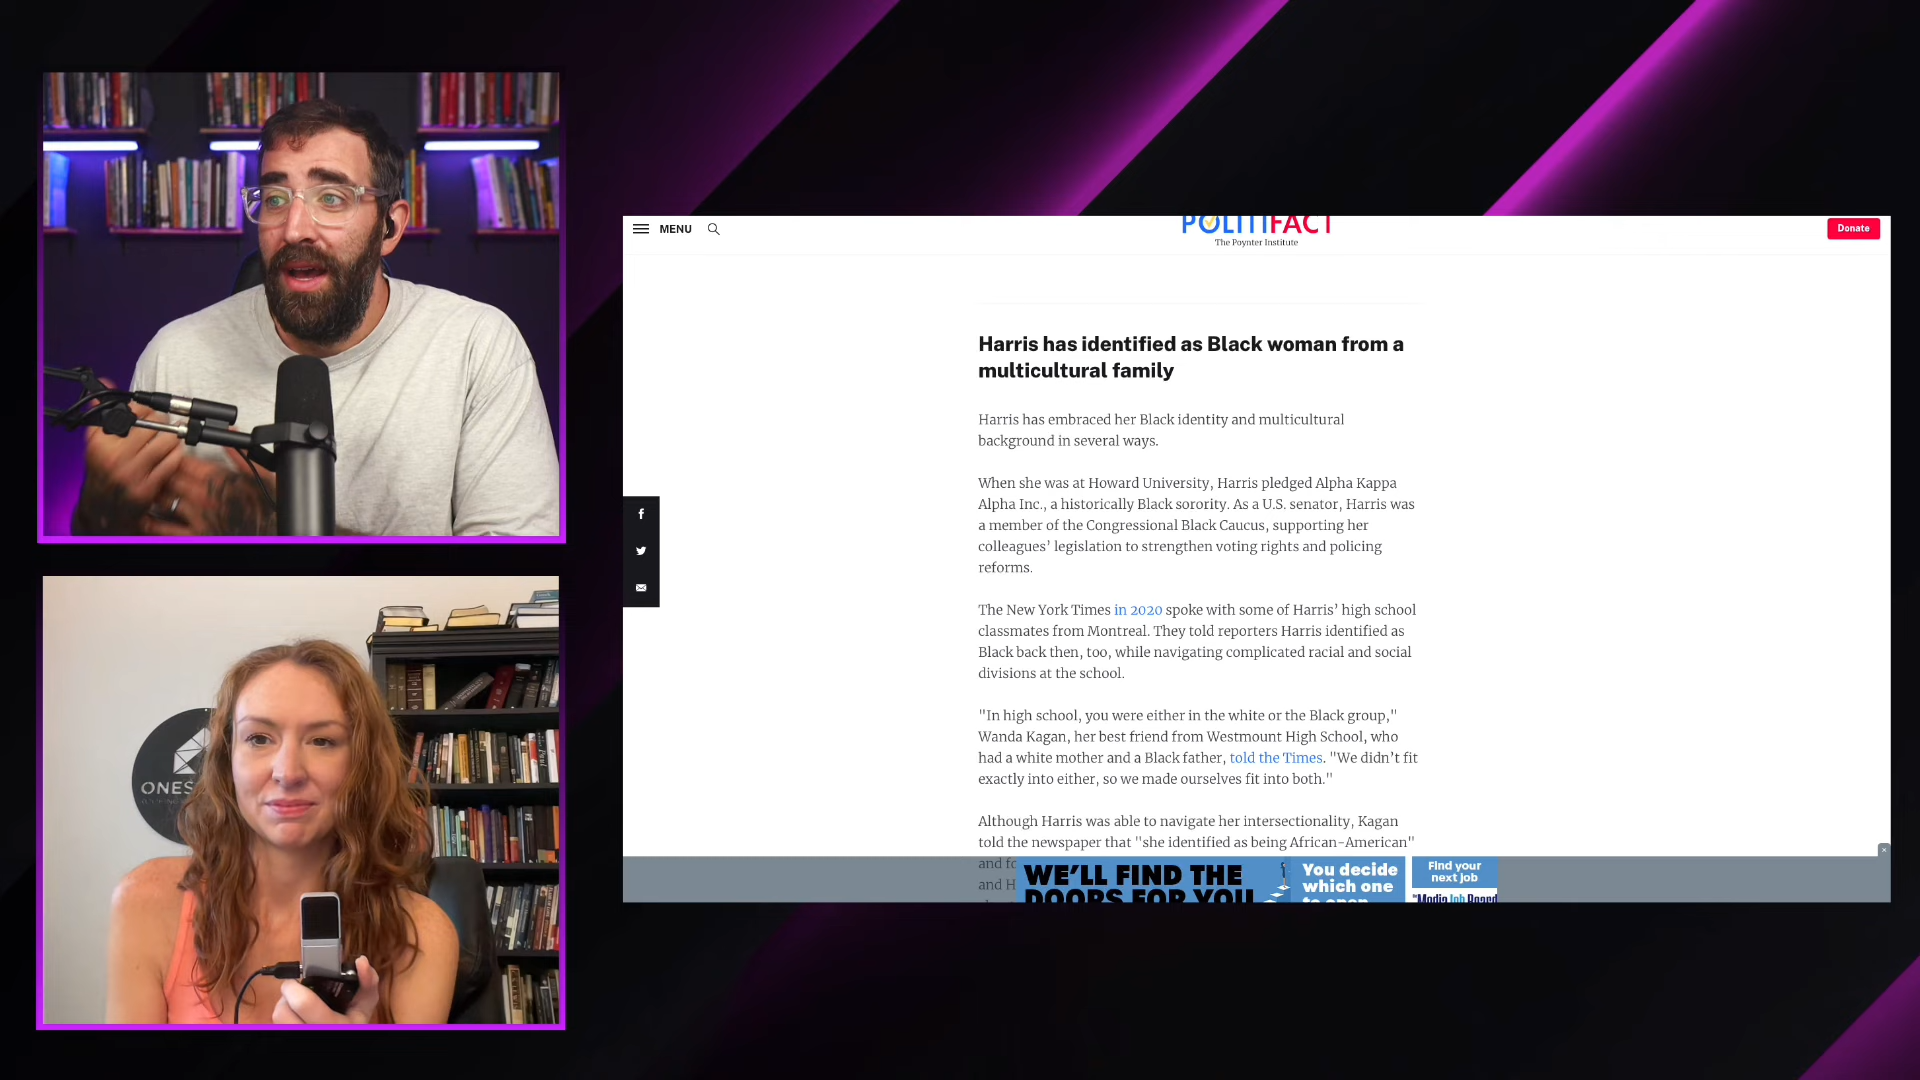 MENU
POLITIFACT
The Poynter Institute
Donate
Harris has identified as Black woman from a
multicultural family
Harris has embraced her Black identity and multicultural
background in several ways.
When she was at Howard University, Harris pledged Alpha Kappa
Alpha Inc., a historically Black sorority. As a U.S. senator, Harris was
a member of the Congressional Black Caucus, supporting her
colleagues’ legislation to strengthen voting rights and policing
reforms.
The New York Times in 2020 spoke with some of Harris’ high school
classmates from Montreal. They told reporters Harris identified as
Black back then, too, while navigating complicated racial and social
divisions at the school.
"In high school, you were either in the white or the Black group,"
Wanda Kagan, her best friend from Westmount High School, who
had a white mother and a Black father, told the Times. "We didn’t fit
exactly into either, so we made ourselves fit into both."
Although Harris was able to navigate her intersectionality, Kagan
told the newspaper that "she identified as being African-American"
and
and H
WE’LL FIND THE
DOORS FOR YOU
You decide
which one
to open
Find your
next job
Media Job Board
ONES